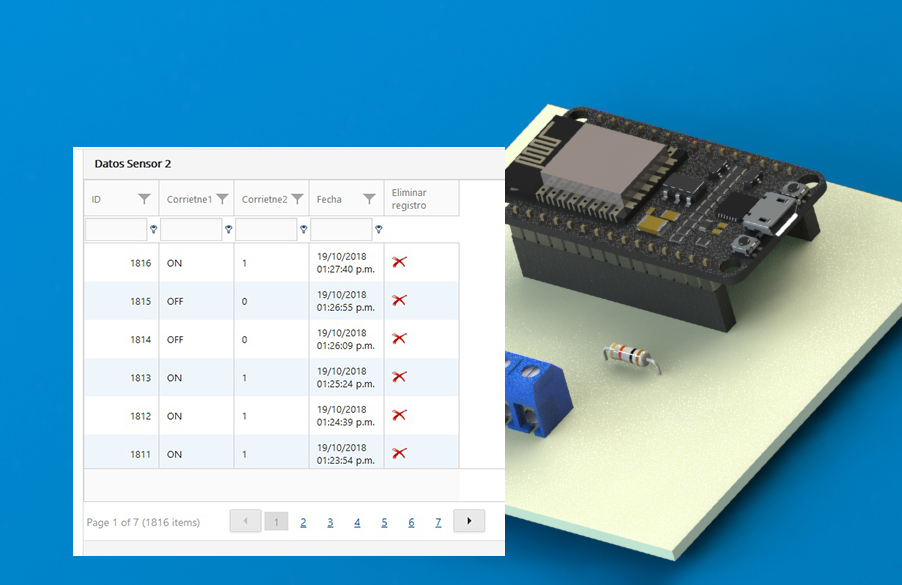 Datos Sensor 2
ID Corrietne1 Corrietne2 Fecha Eliminar registro
1816 ON 1 19/10/2018 01:27:40 p.m.
1815 OFF 0 19/10/2018 01:26:55 p.m.
1814 OFF 0 19/10/2018 01:26:09 p.m.
1813 ON 1 19/10/2018 01:25:24 p.m.
1812 ON 1 19/10/2018 01:24:39 p.m.
1811 ON 1 19/10/2018 01:23:54 p.m.
Page 1 of 7 (1816 items) 1 2 3 4 5 6 7